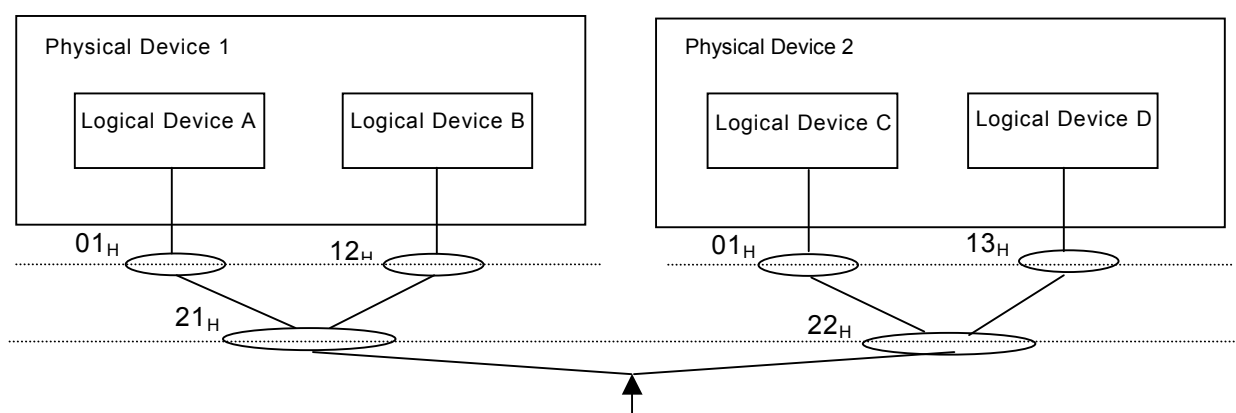 Physical Device 1
Physical Device 2
Logical Device A
Logical Device B
Logical Device C
Logical Device D
01H
12H
01H
13H
21H
22H